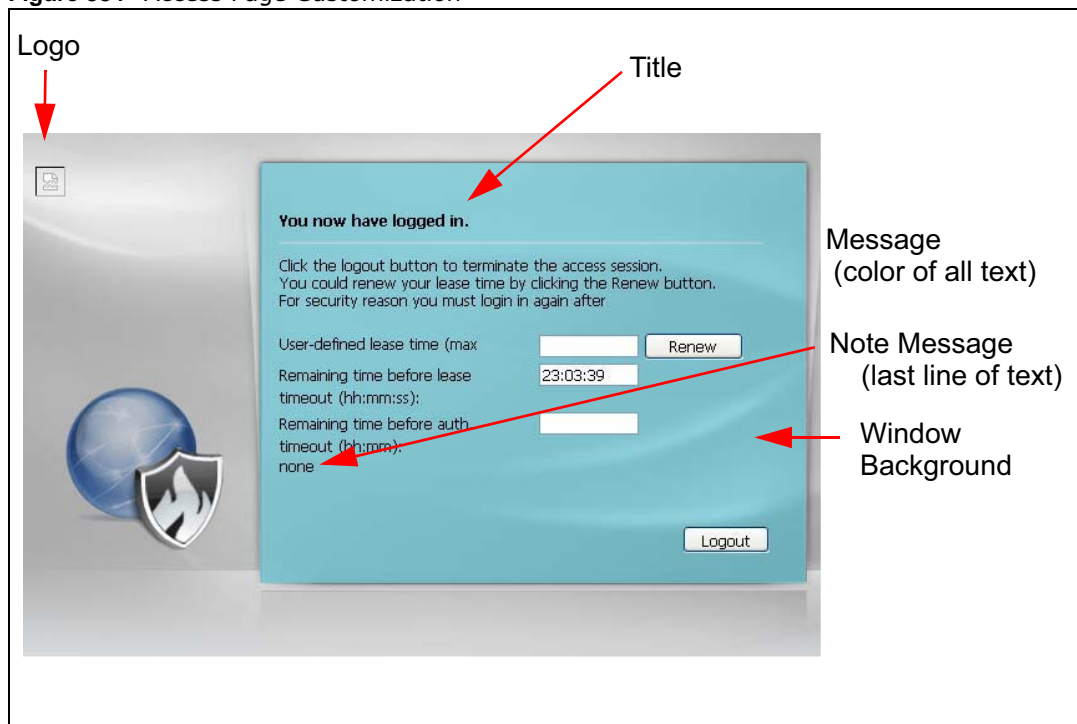 Logo
Title
You now have logged in.
Click the logout button to terminate the access session.
You could renew your lease time by clicking the Renew button.
For security reason you must login in again after
Message
(color of all text)
User-defined lease time (max
Renew
Note Message
(last line of text)
Remaining time before lease
timeout (hh:mm:ss):
23:03:39
Remaining time before auth
timeout (hh:mm):
none
Window
Background
Logout